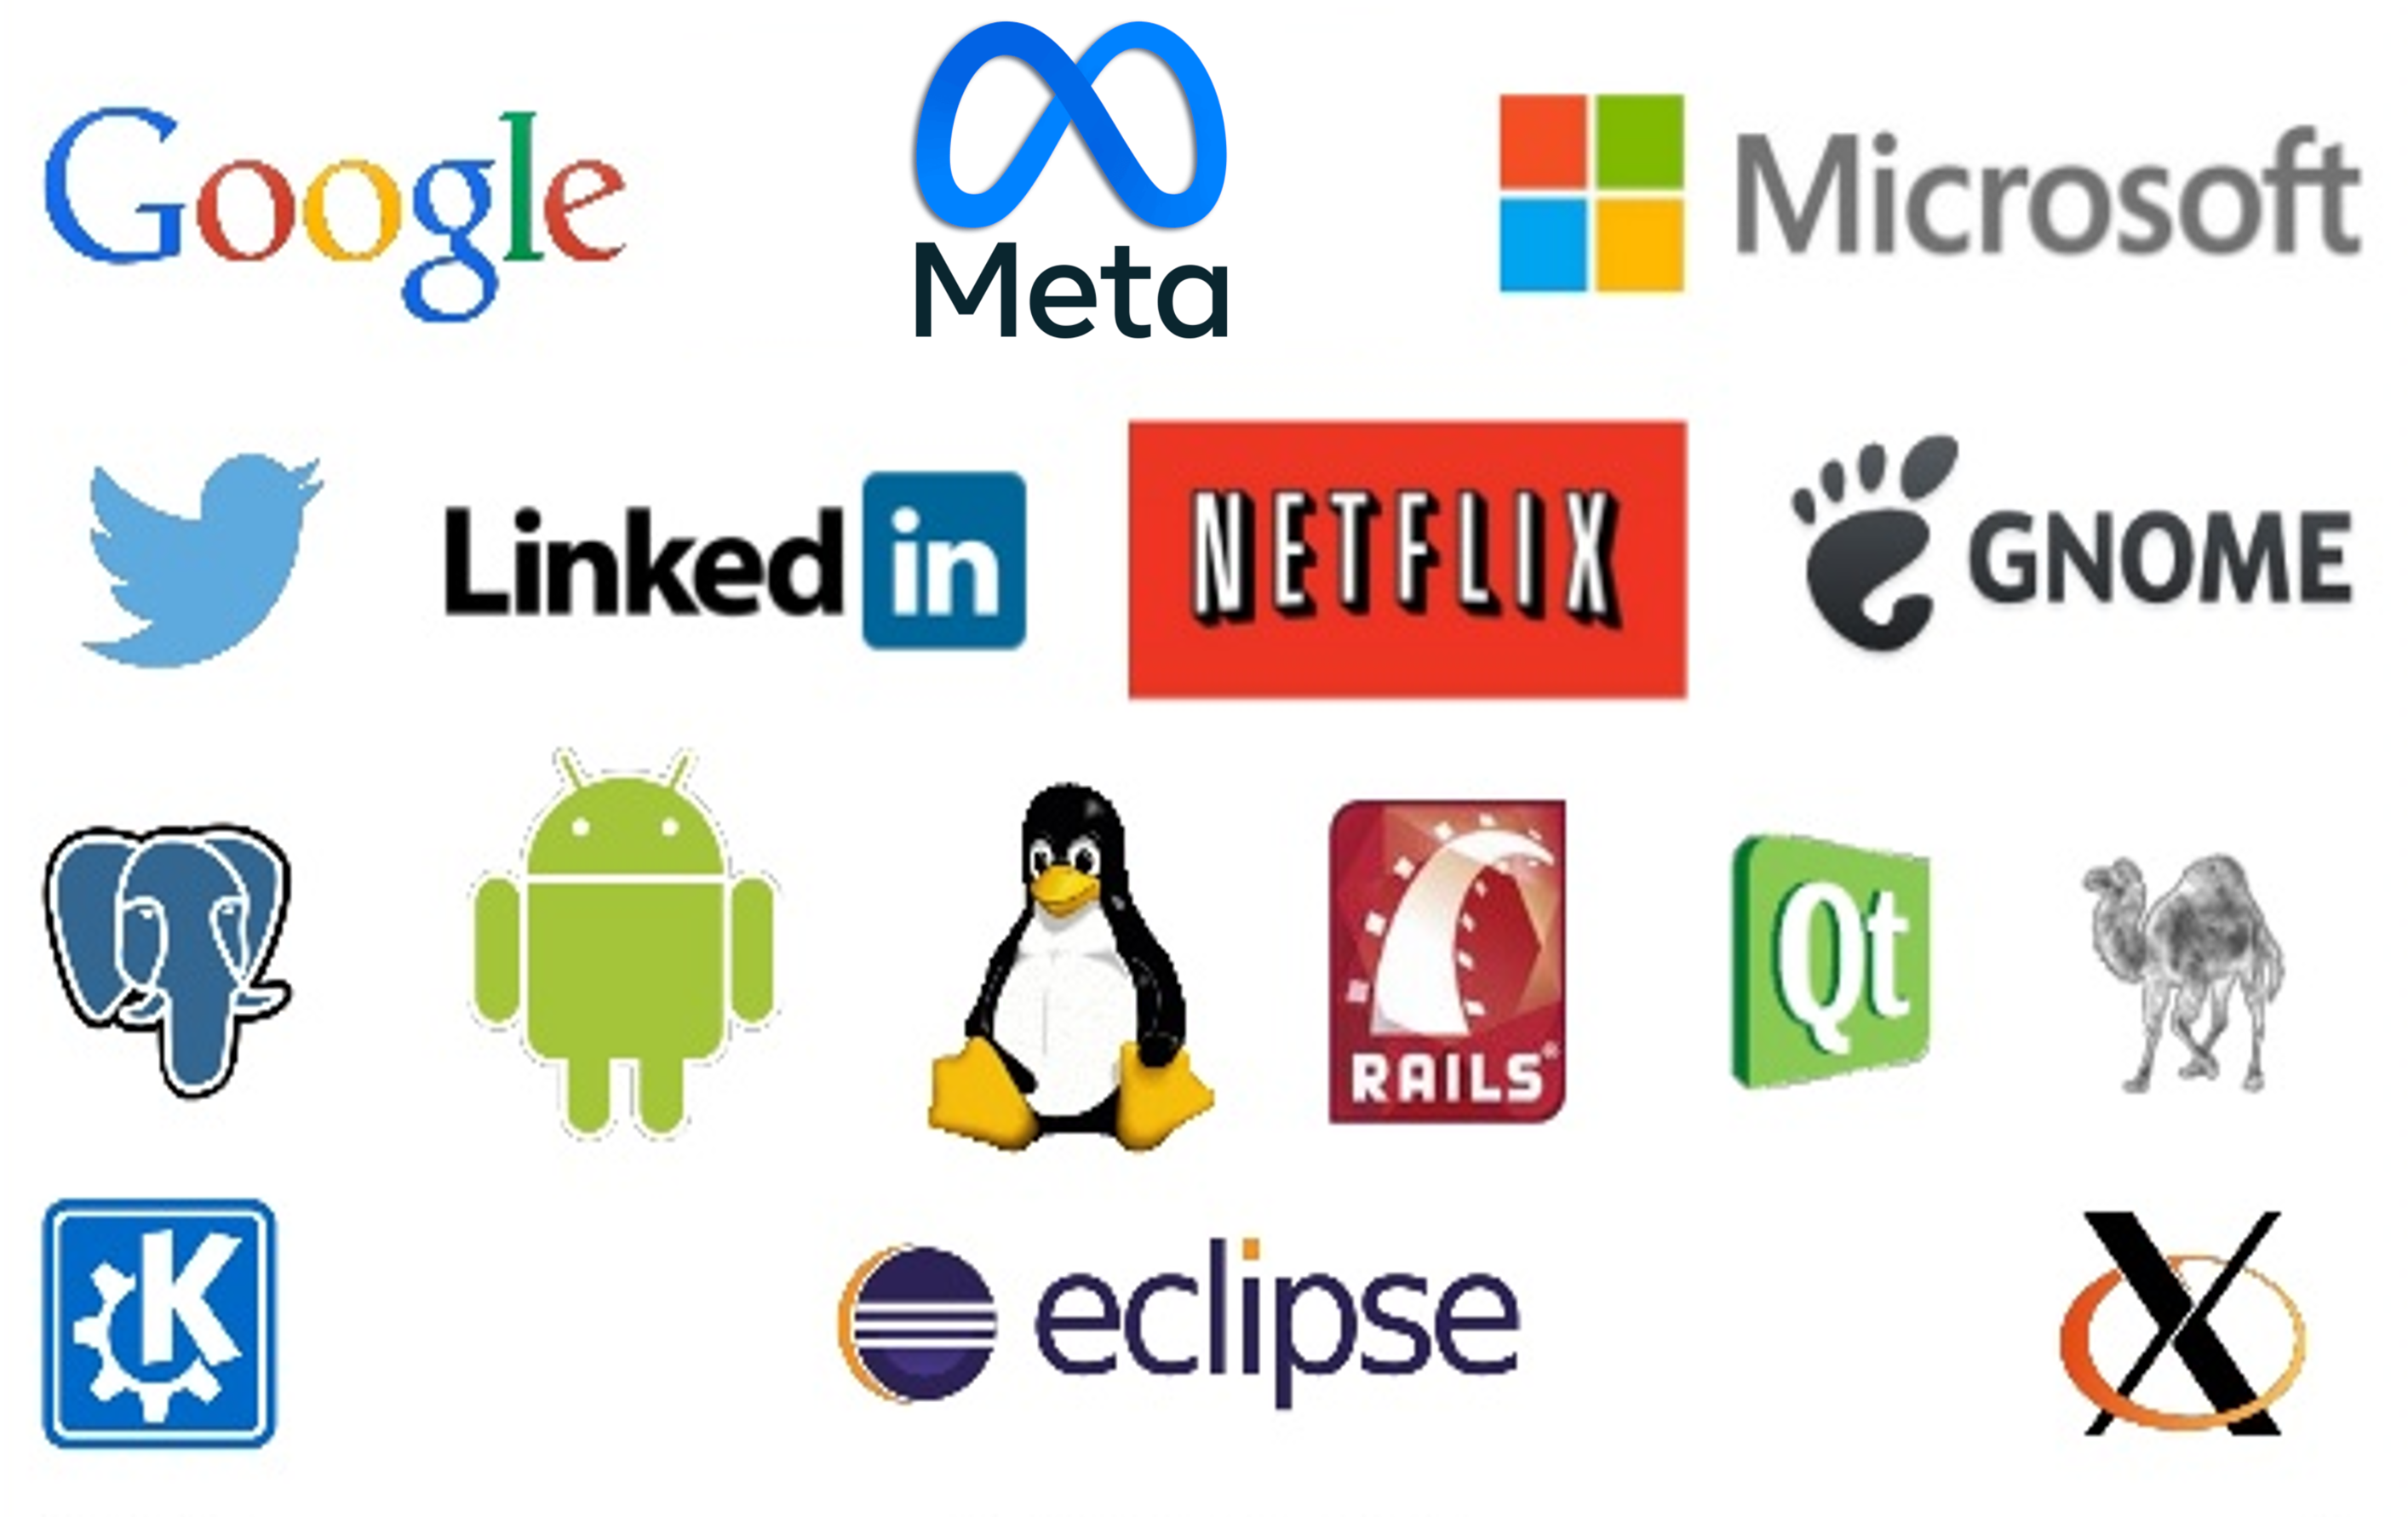 Google
Meta
Microsoft
Linked in
NETFLIX
GNOME
RAILS®
Qt
K
eclipse
X